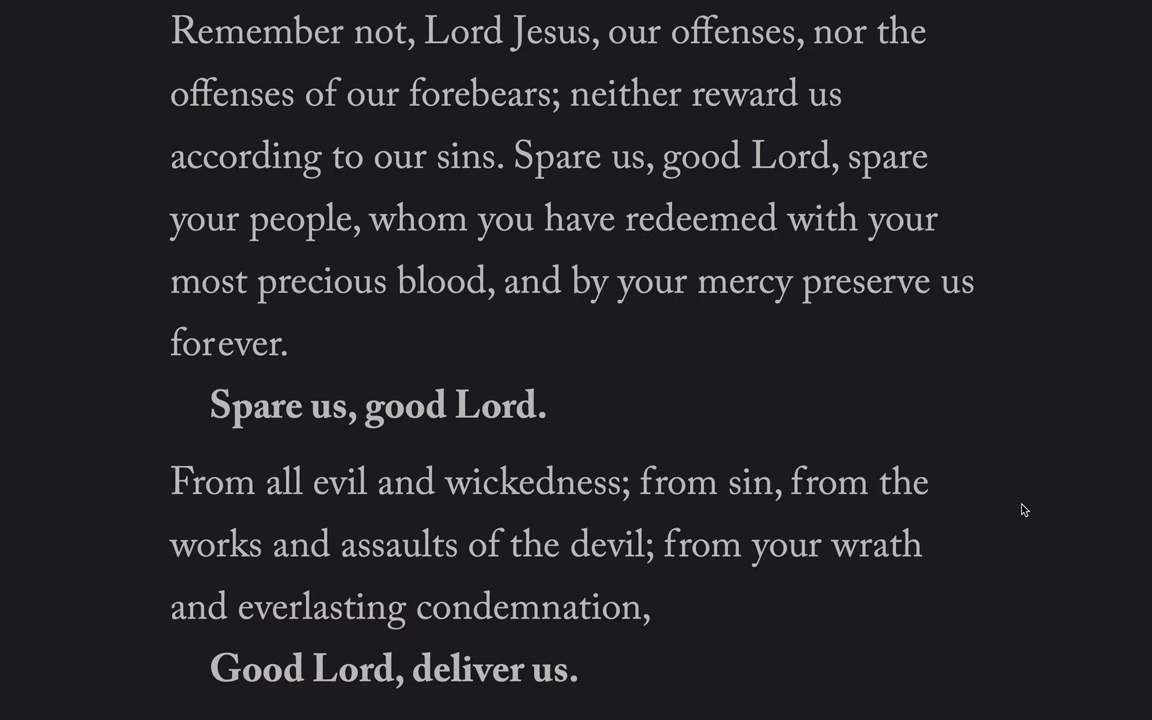 Remember not, Lord Jesus, our offenses, nor the
offenses of our forebears; neither reward us
according to our sins. Spare us, good Lord, spare
your people, whom you have redeemed with your
most precious blood, and by your mercy preserve us
forever.
Spare us, good Lord.
From all evil and wickedness; from sin, from the
works and assaults of the devil; from your wrath
and everlasting condemnation,
Good Lord, deliver us.